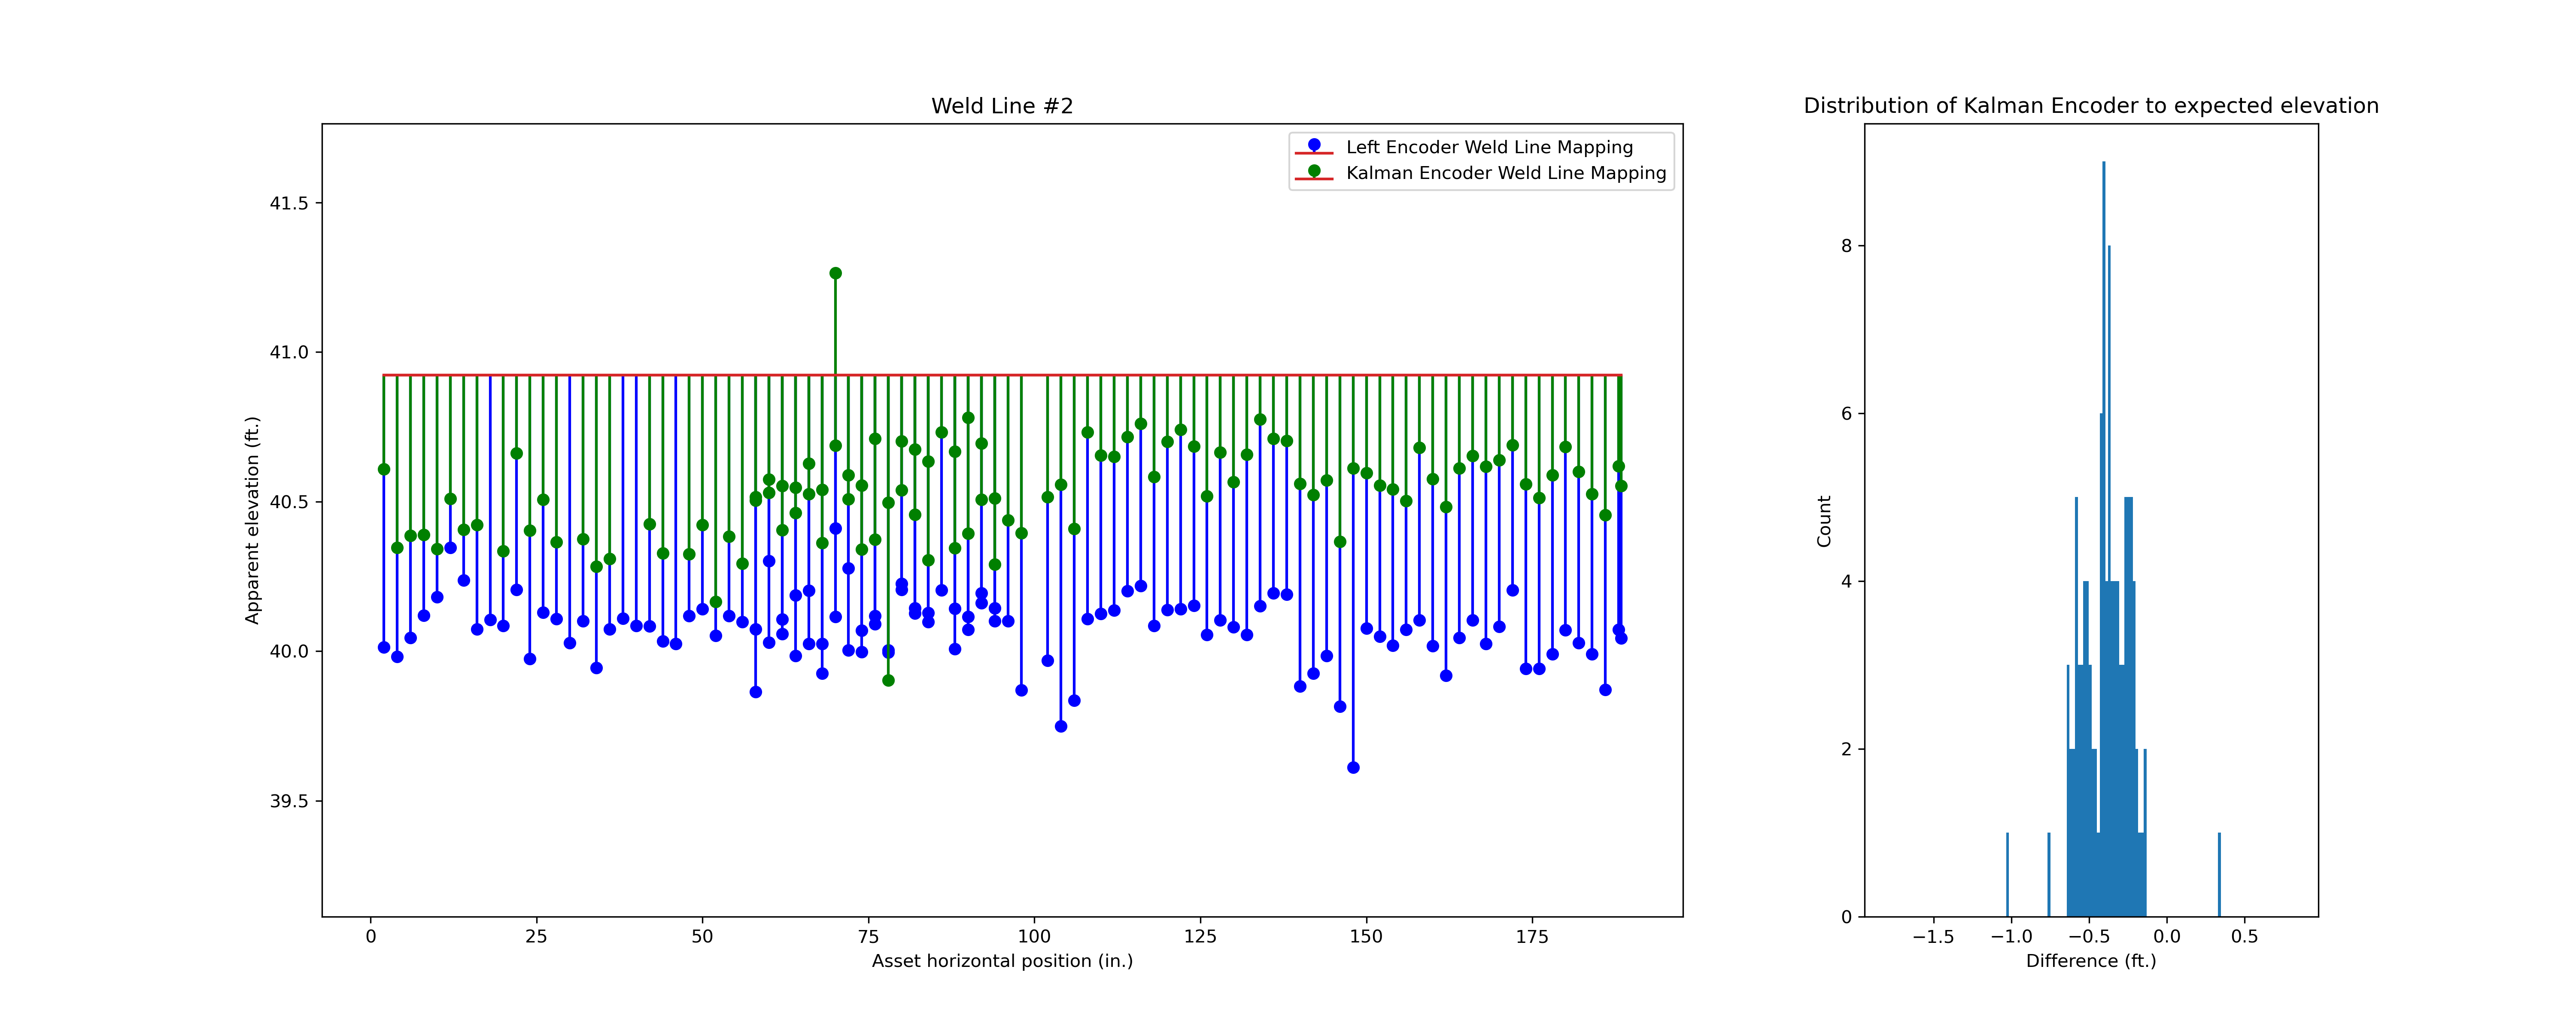 Weld Line #2
Left Encoder Weld Line Mapping
Kalman Encoder Weld Line Mapping
Apparent elevation (ft.)
41.5
41.0
40.5
40.0
39.5
0 25 50 75 100 125 150 175
Asset horizontal position (in.)
Distribution of Kalman Encoder to expected elevation
Count
8
6
4
2
0
−1.5 −1.0 −0.5 0.0 0.5
Difference (ft.)